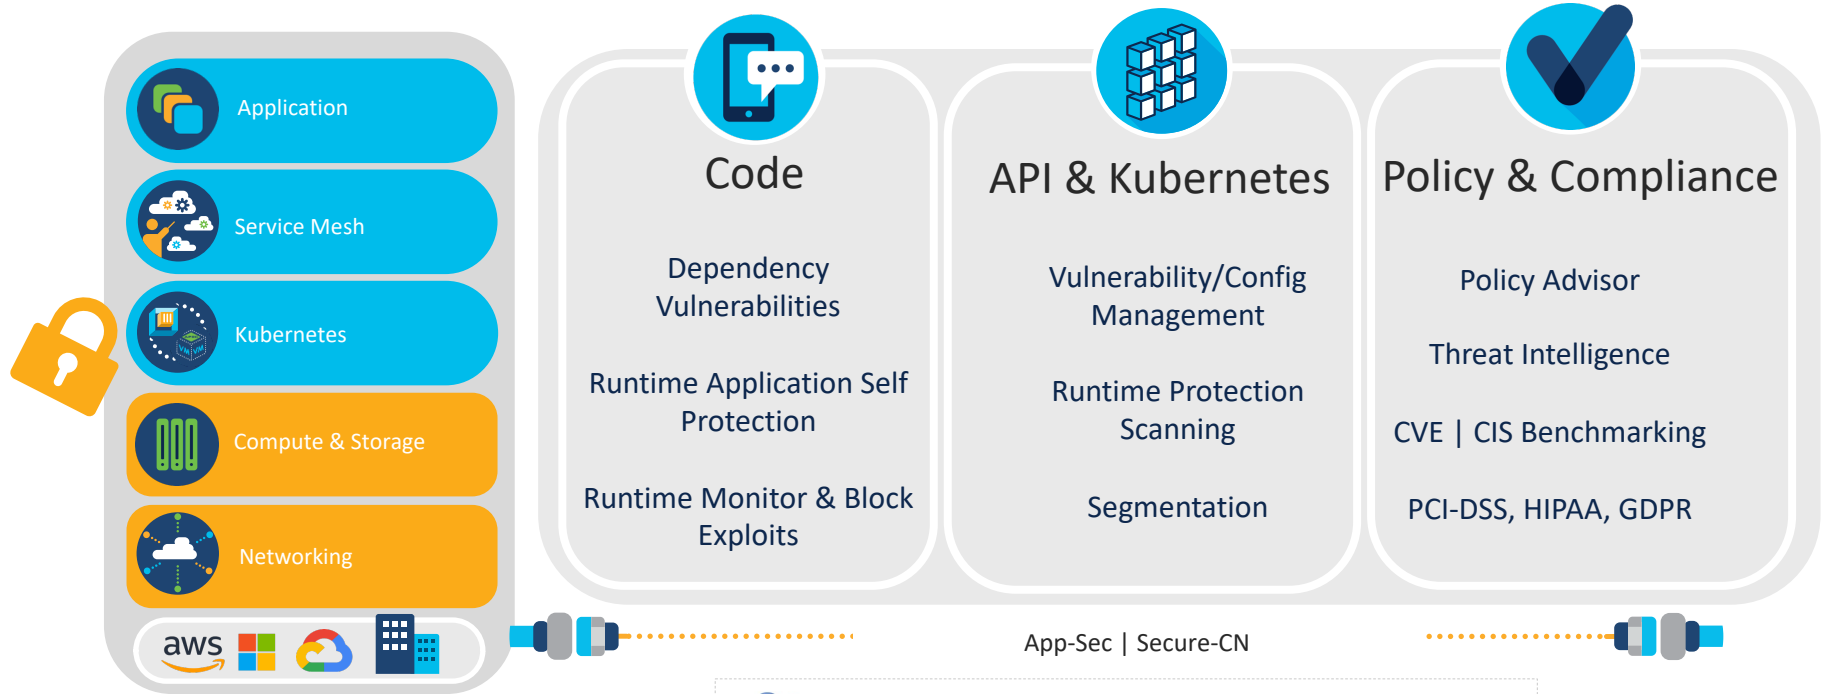 Application
Service Mesh
Kubernetes
VM VM
Compute & Storage
Networking
aws
Code
Dependency
Vulnerabilities
Runtime Application Self
Protection
Runtime Monitor & Block
Exploits
API & Kubernetes
Vulnerability/Config
Management
Runtime Protection
Scanning
Segmentation
Policy & Compliance
Policy Advisor
Threat Intelligence
CVE | CIS Benchmarking
PCI-DSS, HIPAA, GDPR
App-Sec | Secure-CN